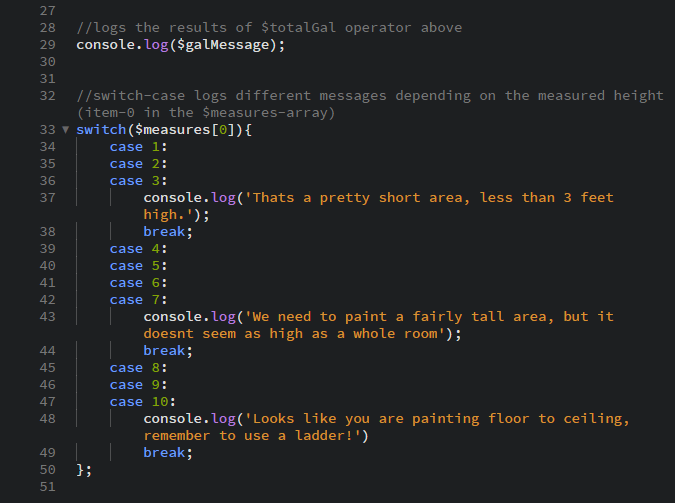 27
28 //logs the results of $totalGal operator above
29 console.log($galMessage);
30
31
32 //switch-case logs different messages depending on the measured height
(item-0 in the $measures-array)
33 ▼ switch($measures[0]){
34 case 1:
35 case 2:
36 case 3:
37 console.log('Thats a pretty short area, less than 3 feet
high.');
38 break;
39 case 4:
40 case 5:
41 case 6:
42 case 7:
43 console.log('We need to paint a fairly tall area, but it
doesnt seem as high as a whole room');
44 break;
45 case 8:
46 case 9:
47 case 10:
48 console.log('Looks like you are painting floor to ceiling,
remember to use a ladder!')
49 break;
50 };
51